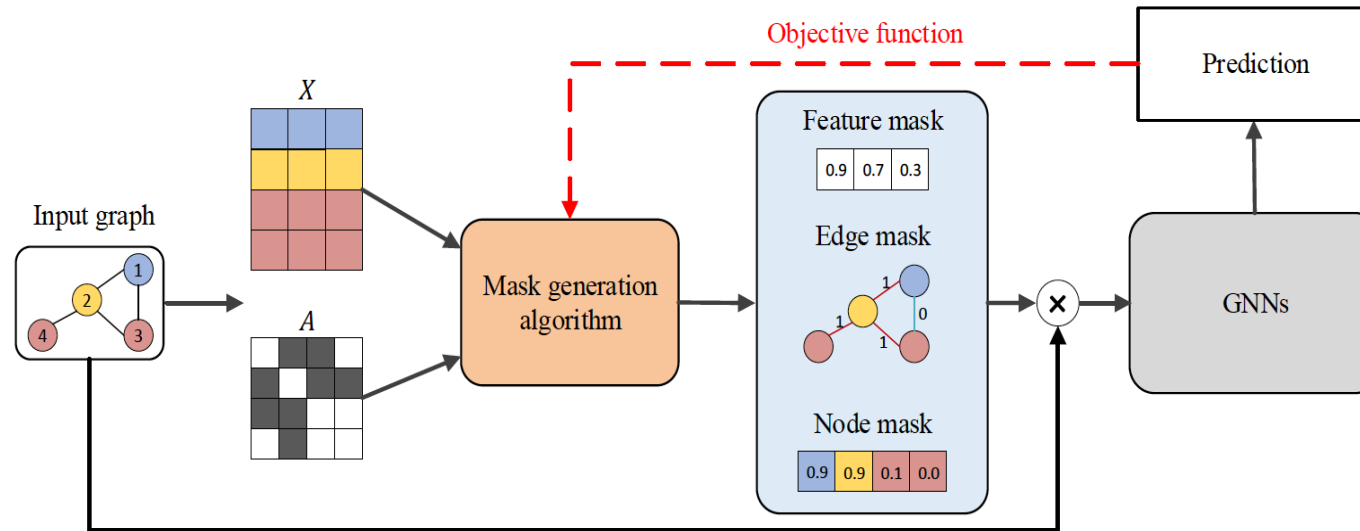 Objective function
Prediction
X
Feature mask
0.9 0.7 0.3
Input graph
1
2
4
3
Mask generation
algorithm
Edge mask
1
0
1
1
×
GNNs
A
Node mask
0.9 0.9 0.1 0.0